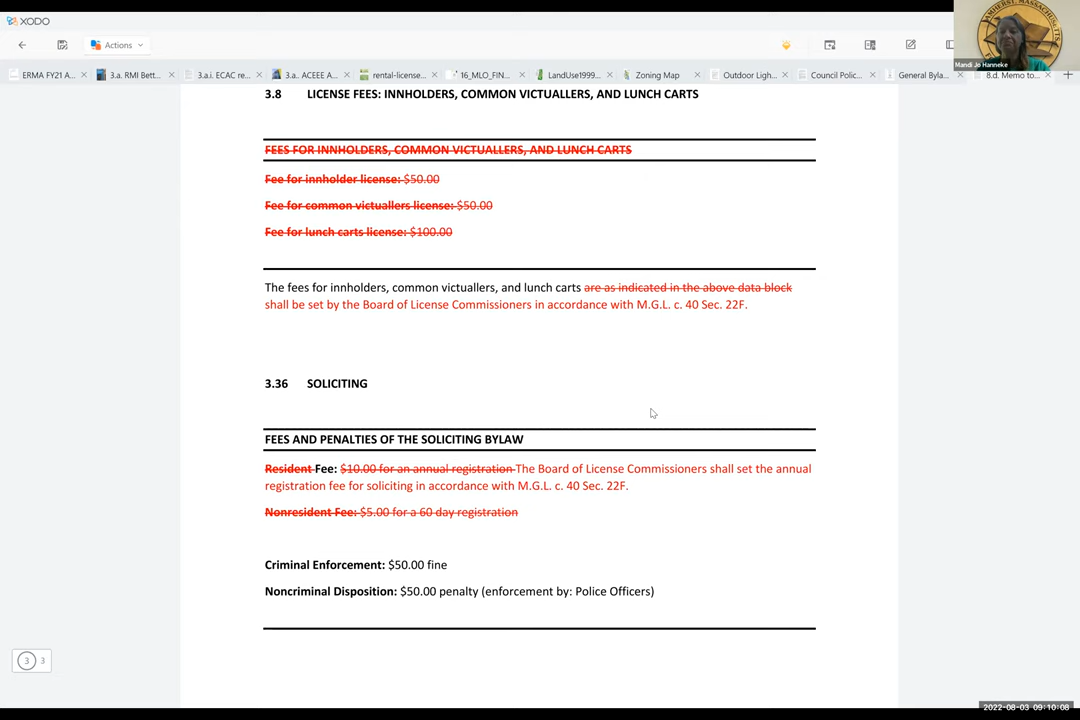 XODO
Actions
ERMA FY21 A...
3.a. RMI Bett...
3.a.i. ECAC re...
3.a.. ACEEE A...
rental-license...
16_MLO_FIN...
LandUse1999...
Zoning Map
Outdoor Ligh...
Council Polic...
General Byla...
8.d. Memo to...
AMHERST, MASSACHUSETTS
Mandi Jo Hanneke
3.8 LICENSE FEES: INNHOLDERS, COMMON VICTUALLERS, AND LUNCH CARTS
FEES FOR INNHOLDERS, COMMON VICTUALLERS, AND LUNCH CARTS
Fee for innholder license: $50.00
Fee for common victuallers license: $50.00
Fee for lunch carts license: $100.00
The fees for innholders, common victuallers, and lunch carts are as indicated in the above data block
shall be set by the Board of License Commissioners in accordance with M.G.L. c. 40 Sec. 22F.
3.36 SOLICITING
FEES AND PENALTIES OF THE SOLICITING BYLAW
Resident Fee: $10.00 for an annual registration The Board of License Commissioners shall set the annual
registration fee for soliciting in accordance with M.G.L. c. 40 Sec. 22F.
Nonresident Fee: $5.00 for a 60 day registration
Criminal Enforcement: $50.00 fine
Noncriminal Disposition: $50.00 penalty (enforcement by: Police Officers)
3 3
2022-08-03 09:10:08